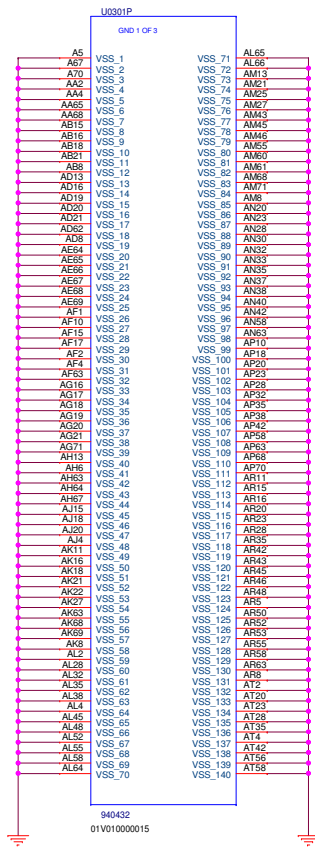 U0301P
GND 1 OF 3
A5 VSS_1 VSS_71 AL65
A67 VSS_2 VSS_72 AL66
A70 VSS_3 VSS_73 AM13
AA2 VSS_4 VSS_74 AM21
AA4 VSS_5 VSS_75 AM25
AA65 VSS_6 VSS_76 AM27
AA68 VSS_7 VSS_77 AM43
AB15 VSS_8 VSS_78 AM45
AB16 VSS_9 VSS_79 AM46
AB18 VSS_10 VSS_80 AM55
AB21 VSS_11 VSS_81 AM60
AB8 VSS_12 VSS_82 AM61
AD13 VSS_13 VSS_83 AM68
AD16 VSS_14 VSS_84 AM71
AD19 VSS_15 VSS_85 AM8
AD20 VSS_16 VSS_86 AN20
AD21 VSS_17 VSS_87 AN23
AD62 VSS_18 VSS_88 AN28
AD8 VSS_19 VSS_89 AN30
AE64 VSS_20 VSS_90 AN32
AE65 VSS_21 VSS_91 AN33
AE66 VSS_22 VSS_92 AN35
AE67 VSS_23 VSS_93 AN37
AE68 VSS_24 VSS_94 AN38
AE69 VSS_25 VSS_95 AN40
AF1 VSS_26 VSS_96 AN42
AF10 VSS_27 VSS_97 AN58
AF15 VSS_28 VSS_98 AN63
AF17 VSS_29 VSS_99 AP10
AF2 VSS_30 VSS_100 AP18
AF4 VSS_31 VSS_101 AP20
AF63 VSS_32 VSS_102 AP23
AG16 VSS_33 VSS_103 AP28
AG17 VSS_34 VSS_104 AP32
AG18 VSS_35 VSS_105 AP35
AG19 VSS_36 VSS_106 AP38
AG20 VSS_37 VSS_107 AP42
AG21 VSS_38 VSS_108 AP58
AG71 VSS_39 VSS_109 AP63
AH13 VSS_40 VSS_110 AP68
AH6 VSS_41 VSS_111 AP70
AH63 VSS_42 VSS_112 AR11
AH64 VSS_43 VSS_113 AR15
AH67 VSS_44 VSS_114 AR16
AJ15 VSS_45 VSS_115 AR20
AJ18 VSS_46 VSS_116 AR23
AJ20 VSS_47 VSS_117 AR28
AJ4 VSS_48 VSS_118 AR35
AK11 VSS_49 VSS_119 AR42
AK16 VSS_50 VSS_120 AR43
AK18 VSS_51 VSS_121 AR45
AK21 VSS_52 VSS_122 AR46
AK22 VSS_53 VSS_123 AR48
AK27 VSS_54 VSS_124 AR5
AK63 VSS_55 VSS_125 AR50
AK68 VSS_56 VSS_126 AR52
AK69 VSS_57 VSS_127 AR53
AK8 VSS_58 VSS_128 AR55
AL2 VSS_59 VSS_129 AR58
AL28 VSS_60 VSS_130 AR63
AL32 VSS_61 VSS_131 AR8
AL35 VSS_62 VSS_132 AT2
AL38 VSS_63 VSS_133 AT20
AL4 VSS_64 VSS_134 AT23
AL45 VSS_65 VSS_135 AT28
AL48 VSS_66 VSS_136 AT35
AL52 VSS_67 VSS_137 AT4
AL55 VSS_68 VSS_138 AT42
AL58 VSS_69 VSS_139 AT56
AL64 VSS_70 VSS_140 AT58
940432
01V010000015